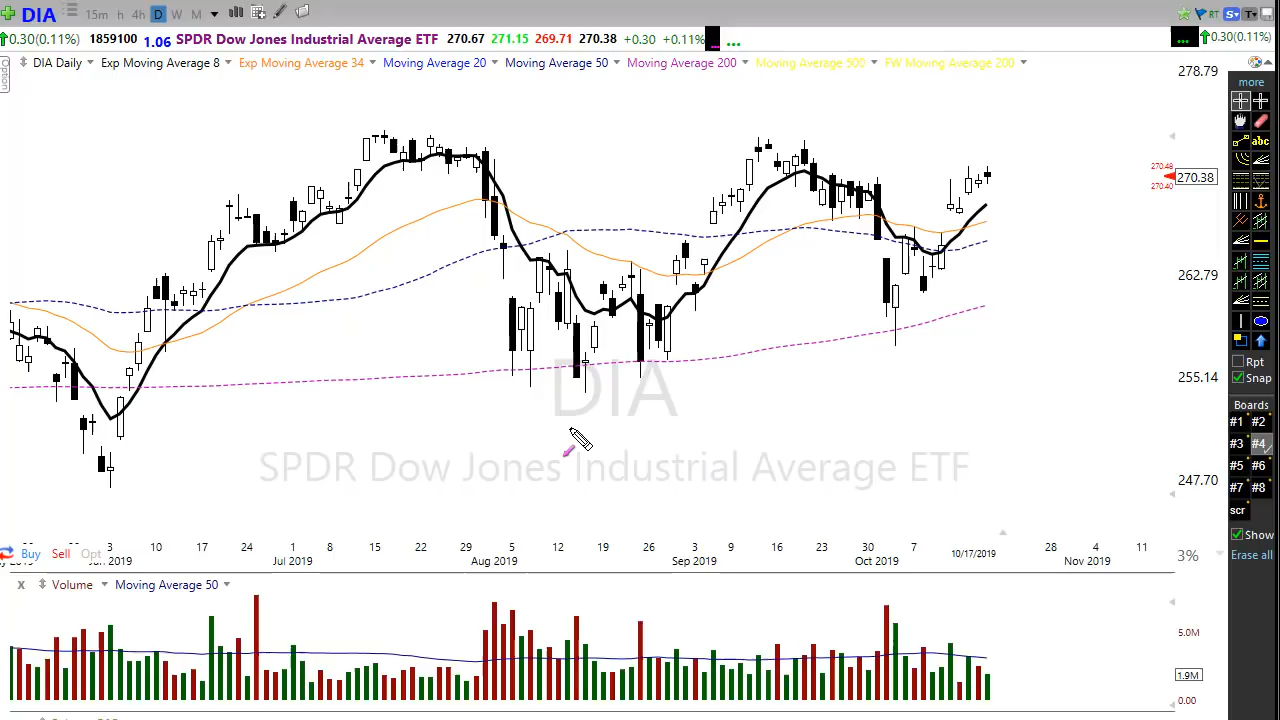 DIA 15m h 4h D W M RT S T
0.30(0.11%) 1859100 1.06 SPDR Dow Jones Industrial Average ETF 270.67 271.15 269.71 270.38 +0.30 +0.11% ... ... 0.30(0.11%)
Option
DIA Daily Exp Moving Average 8 Exp Moving Average 34 Moving Average 20 Moving Average 50 Moving Average 200 Moving Average 500 FW Moving Average 200
278.79
more
abc
270.48
270.38
270.40
262.79
255.14
247.70
DIA
SPDR Dow Jones Industrial Average ETF
Rpt
Snap
Boards
#1 #2
#3 #4
#5 #6
#7 #8
scr
Show
Erase all
3 10 17 24 1 8 15 22 29 5 12 19 26 3 9 16 23 30 7 10/17/2019 28 4 11
Jun 2019 Jul 2019 Aug 2019 Sep 2019 Oct 2019 Nov 2019
Buy Sell Opt
3%
X Volume Moving Average 50
5.0M
1.9M
0.00